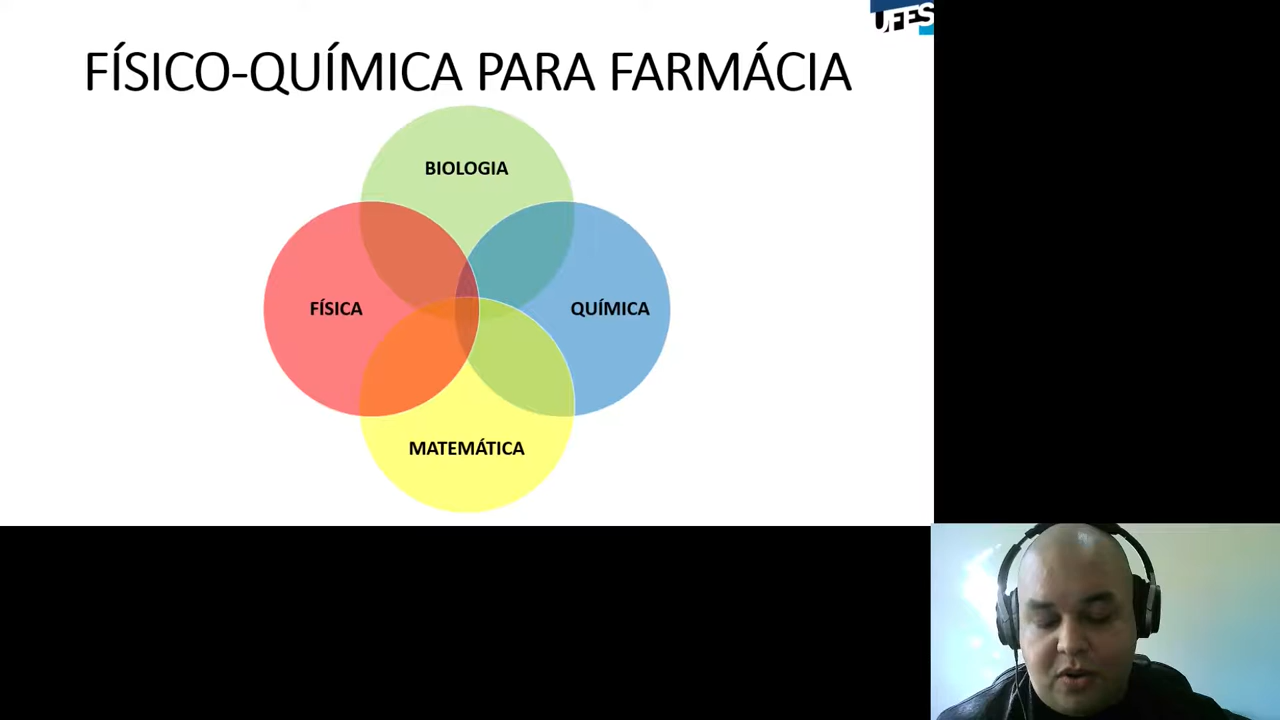 UFES
FÍSICO-QUÍMICA PARA FARMÁCIA
BIOLOGIA
FÍSICA
QUÍMICA
MATEMÁTICA